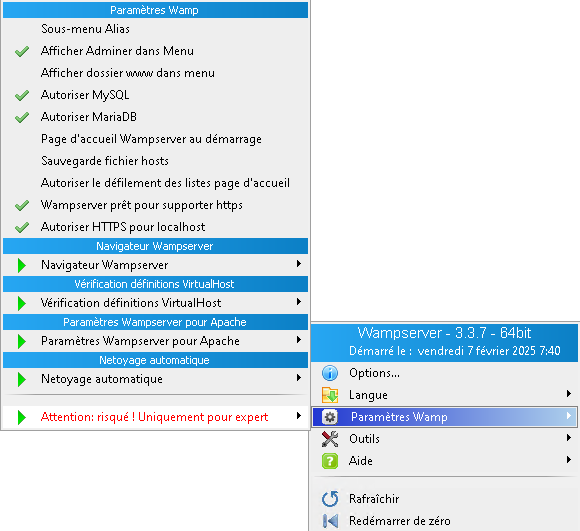 Paramètres Wamp
Sous-menu Alias
Afficher Adminer dans Menu
Afficher dossier www dans menu
Autoriser MySQL
Autoriser MariaDB
Page d'accueil Wampserver au démarrage
Sauvegarde fichier hosts
Autoriser le défilement des listes page d'accueil
Wampserver prêt pour supporter https
Autoriser HTTPS pour localhost
Navigateur Wampserver
Navigateur Wampserver
Vérification définitions VirtualHost
Vérification définitions VirtualHost
Paramètres Wampserver pour Apache
Paramètres Wampserver pour Apache
Netoyage automatique
Netoyage automatique
Attention: risqué ! Uniquement pour expert
Wampserver - 3.3.7 - 64bit
Démarré le : vendredi 7 février 2025 7:40
Options...
Langue
Paramètres Wamp
Outils
Aide
Rafraîchir
Redémarrer de zéro